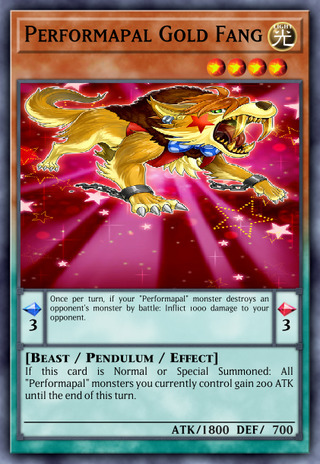 Performapal Gold Fang
LIGHT
光
Once per turn, if your "Performapal" monster destroys an
opponent's monster by battle: Inflict 1000 damage to your
opponent.
3
3
[Beast / Pendulum / Effect]
If this card is Normal or Special Summoned: All
"Performapal" monsters you currently control gain 200 ATK
until the end of this turn.
ATK/1800 DEF/ 700